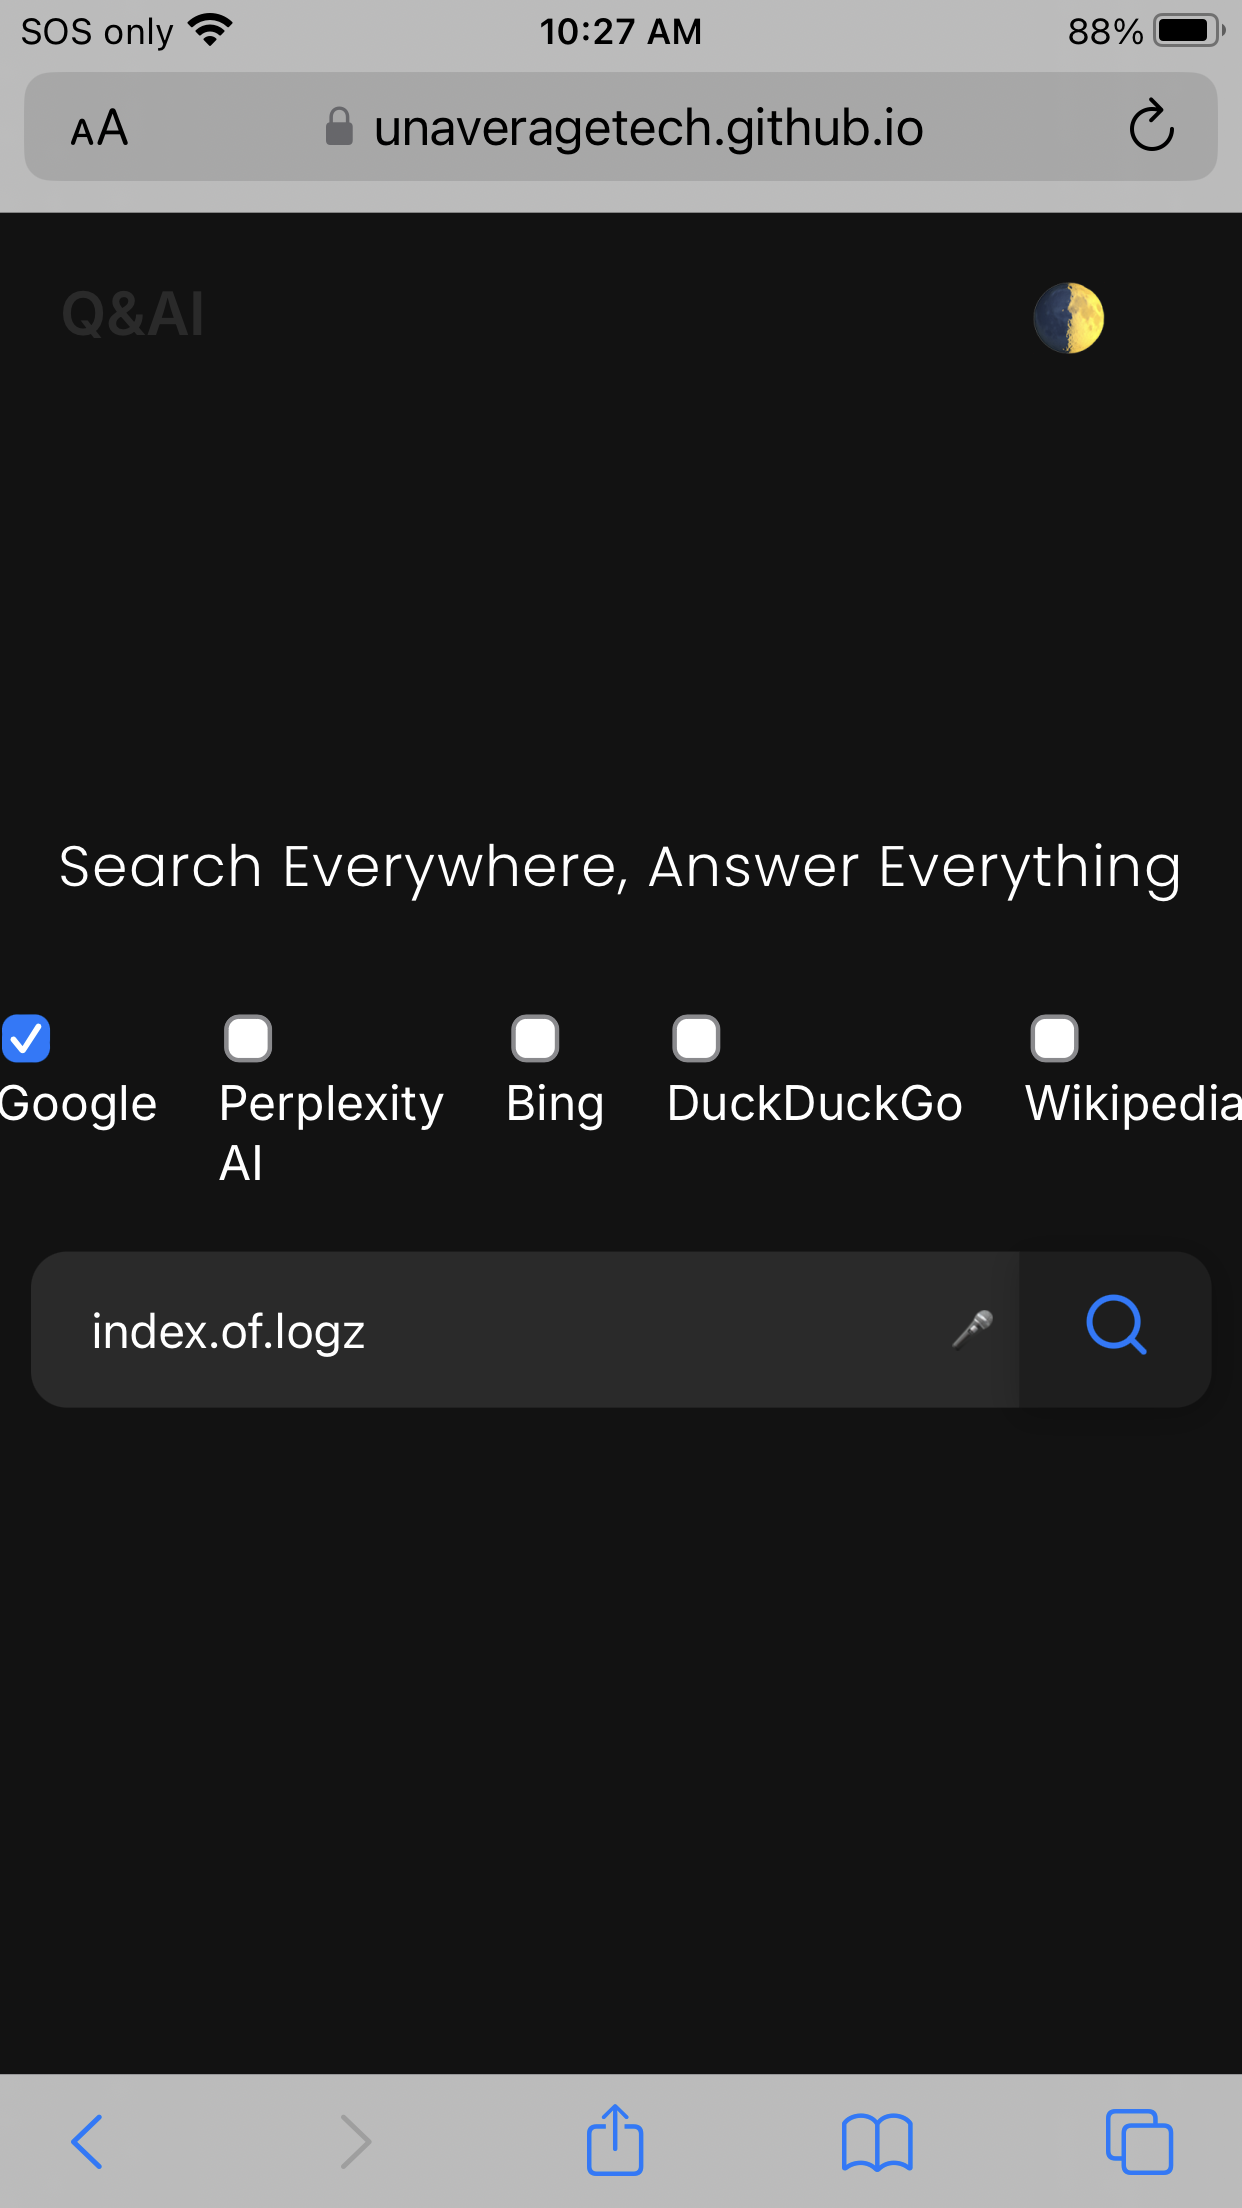 SOS only 10:27 AM 88%
AA unaveragetech.github.io
Q&AI
Search Everywhere, Answer Everything
Google Perplexity AI Bing DuckDuckGo Wikipedia
index.of.logz